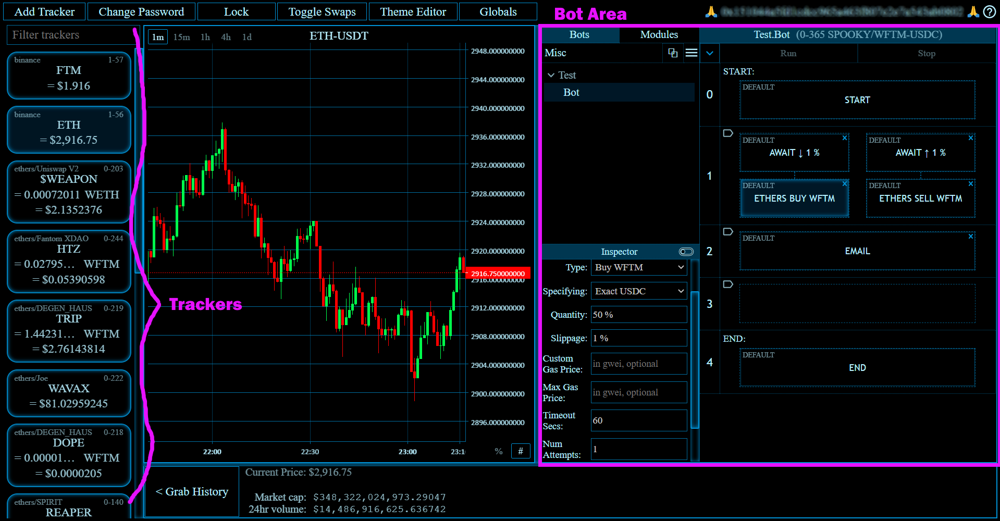 Add Tracker
Change Password
Lock
Toggle Swaps
Theme Editor
Globals
Bot Area
Filter trackers
binance 1-57
FTM
= $1.916
binance 1-56
ETH
= $2,916.75
ethers/Uniswap V2 0-203
$WEAPON
= 0.00072011 WETH
= $2.1352376
ethers/Fantom XDAO 0-244
HTZ
= 0.02795... WFTM
= $0.05390598
ethers/DEGEN_HAUS 0-219
TRIP
= 1.44231... WFTM
= $2.76143814
ethers/Joe 0-222
WAVAX
= $81.02959245
ethers/DEGEN_HAUS 0-218
DOPE
= 0.00001... WFTM
= $0.0000205
ethers/SPIRIT 0-140
REAPER
Trackers
1m 15m 1h 4h 1d
ETH-USDT
2948.000000000
2944.000000000
2940.000000000
2936.000000000
2932.000000000
2928.000000000
2924.000000000
2920.000000000
2916.750000000
2916.000000000
2912.000000000
2908.000000000
2904.000000000
2900.000000000
2896.000000000
22:00 22:30 23:00 23:1
% #
< Grab History
Current Price: $2,916.75
Market cap: $348,322,024,973.29047
24hr volume: $14,486,916,625.636742
Bots Modules
Misc
Test
Bot
Inspector
Type: Buy WFTM
Specifying: Exact USDC
Quantity: 50 %
Slippage: 1 %
Custom
Gas Price: in gwei, optional
Max Gas
Price: in gwei, optional
Timeout
Secs: 60
Num
Attempts: 1
Test.Bot (0-365 SPOOKY/WFTM-USDC)
Run Stop
START:
0
DEFAULT
START
1
DEFAULT x
AWAIT ↓ 1 %
DEFAULT x
AWAIT ↑ 1 %
DEFAULT x
ETHERS BUY WFTM
DEFAULT x
ETHERS SELL WFTM
2
DEFAULT x
EMAIL
3
END:
4
DEFAULT
END